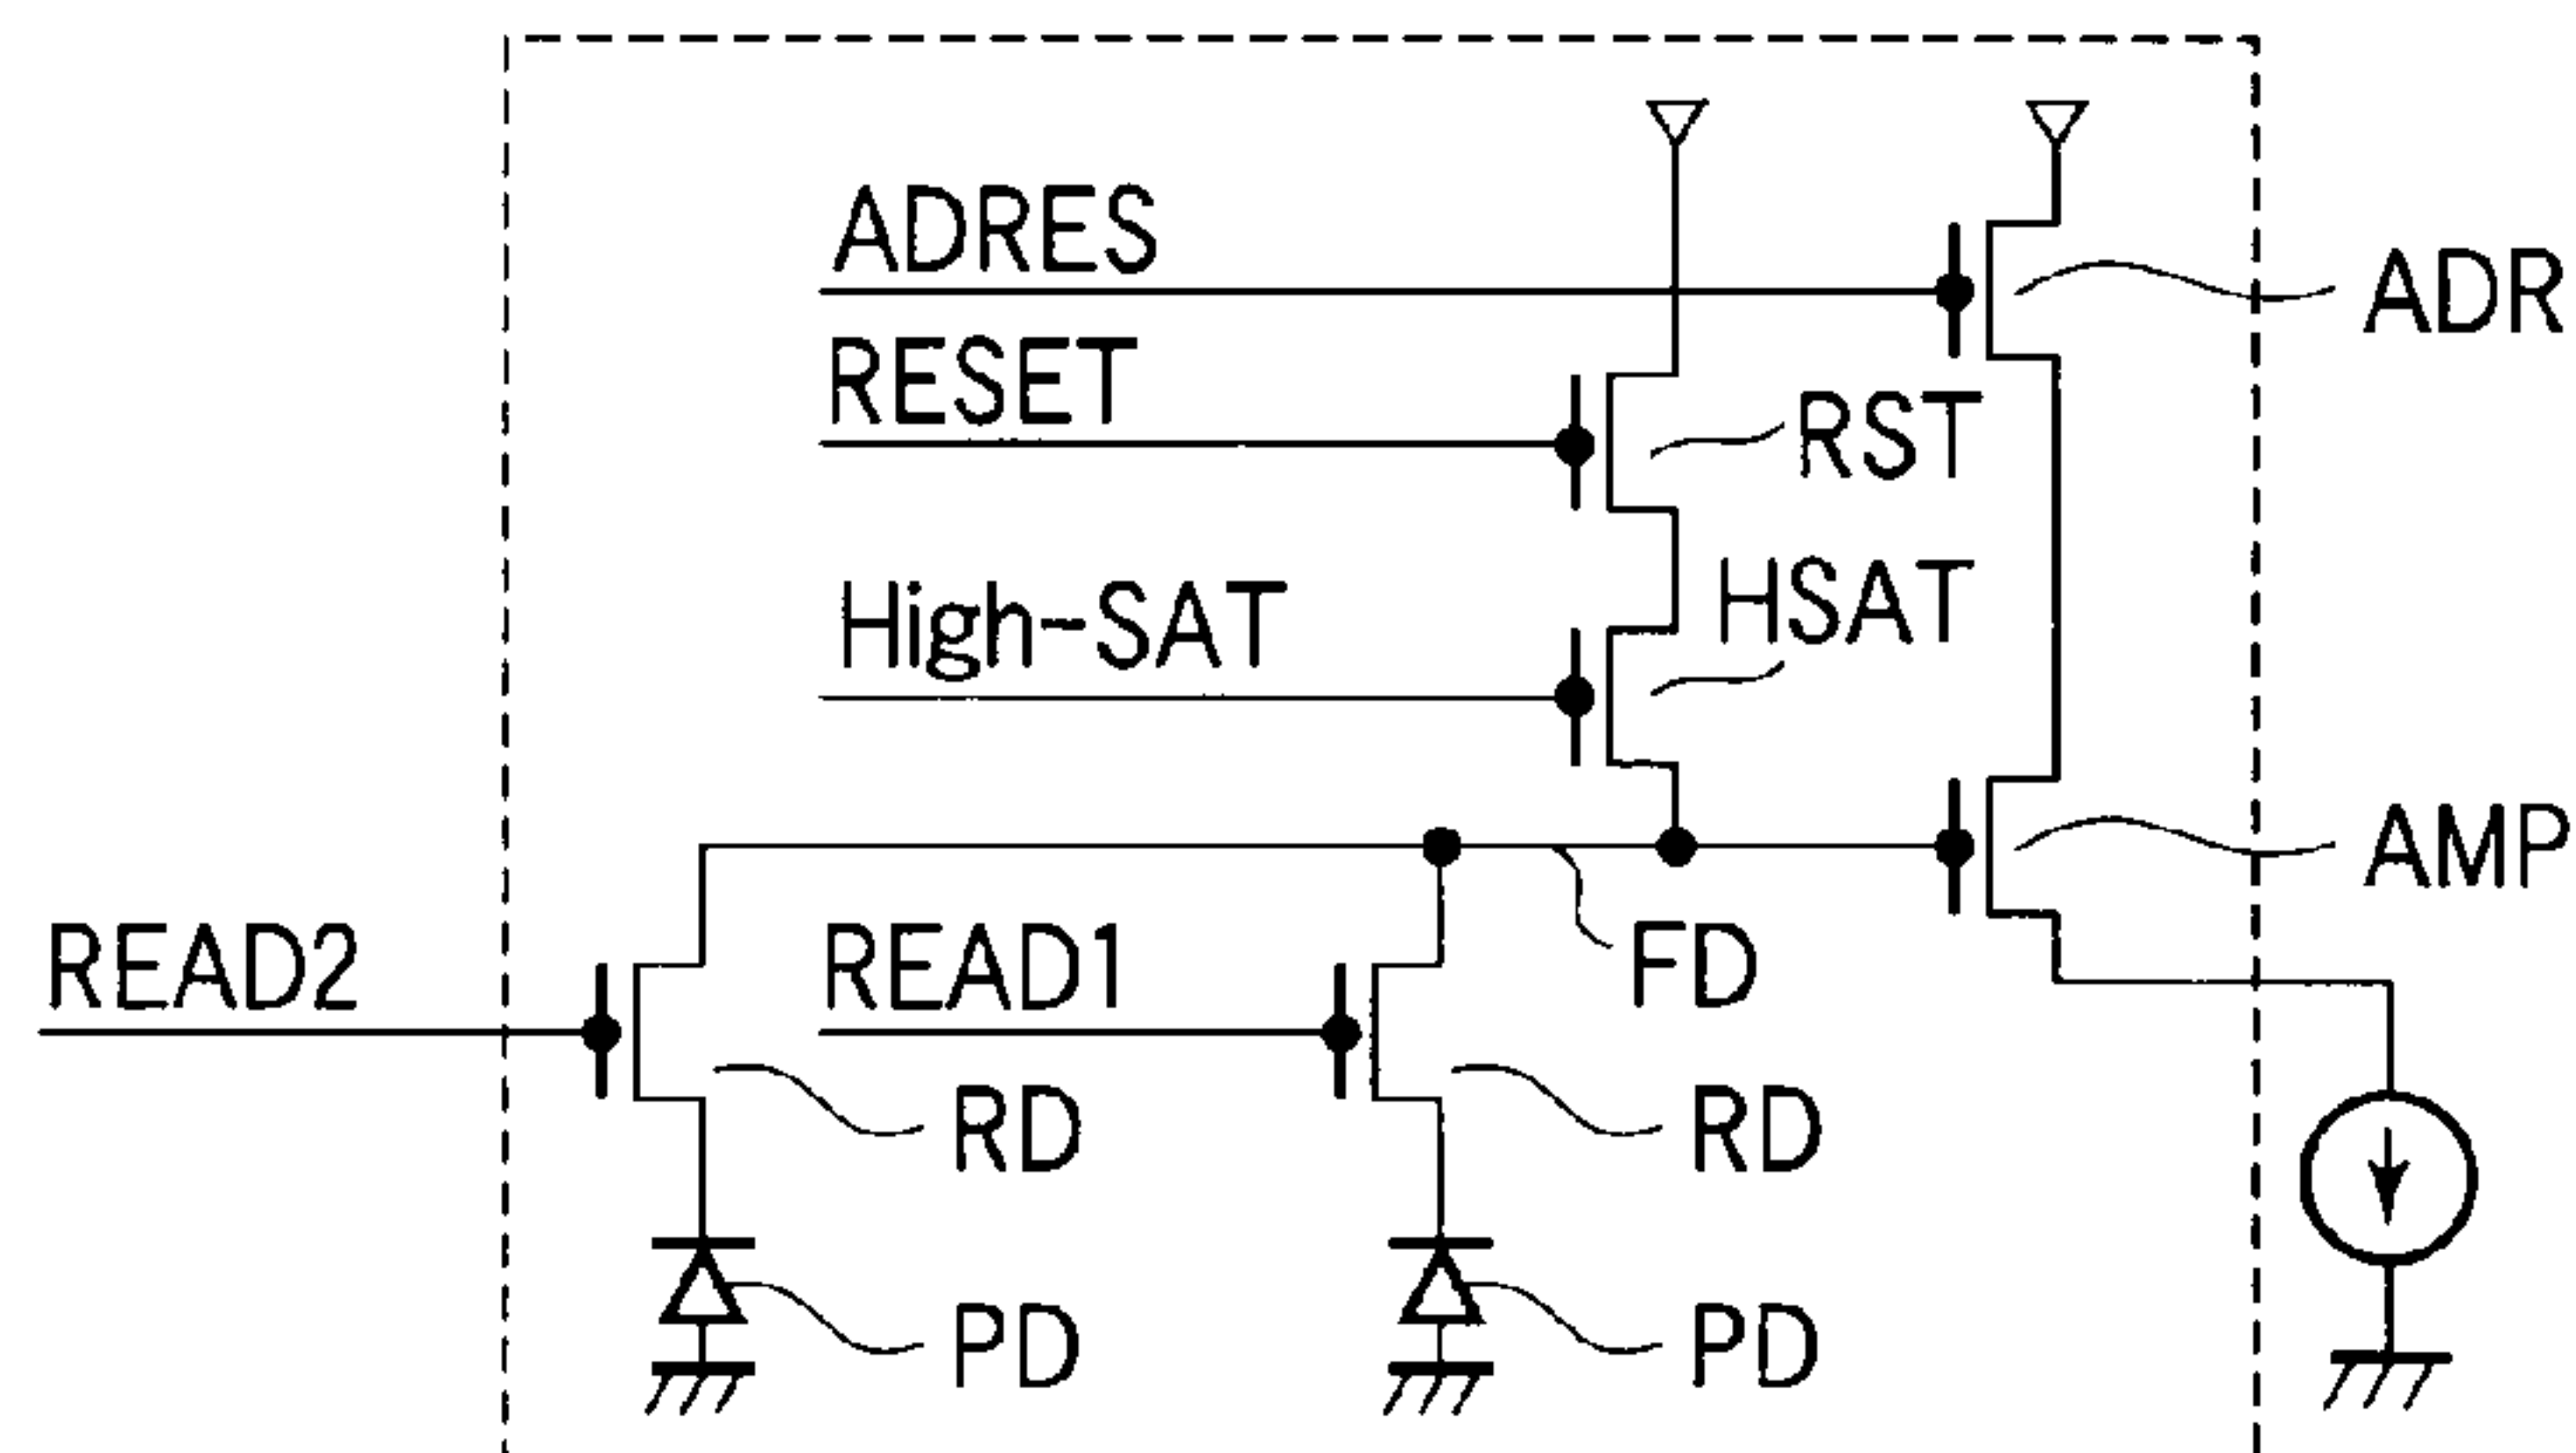 ADRES
ADR
RESET
RST
High-SAT
HSAT
AMP
READ2
READ1
FD
RD
RD
PD
PD